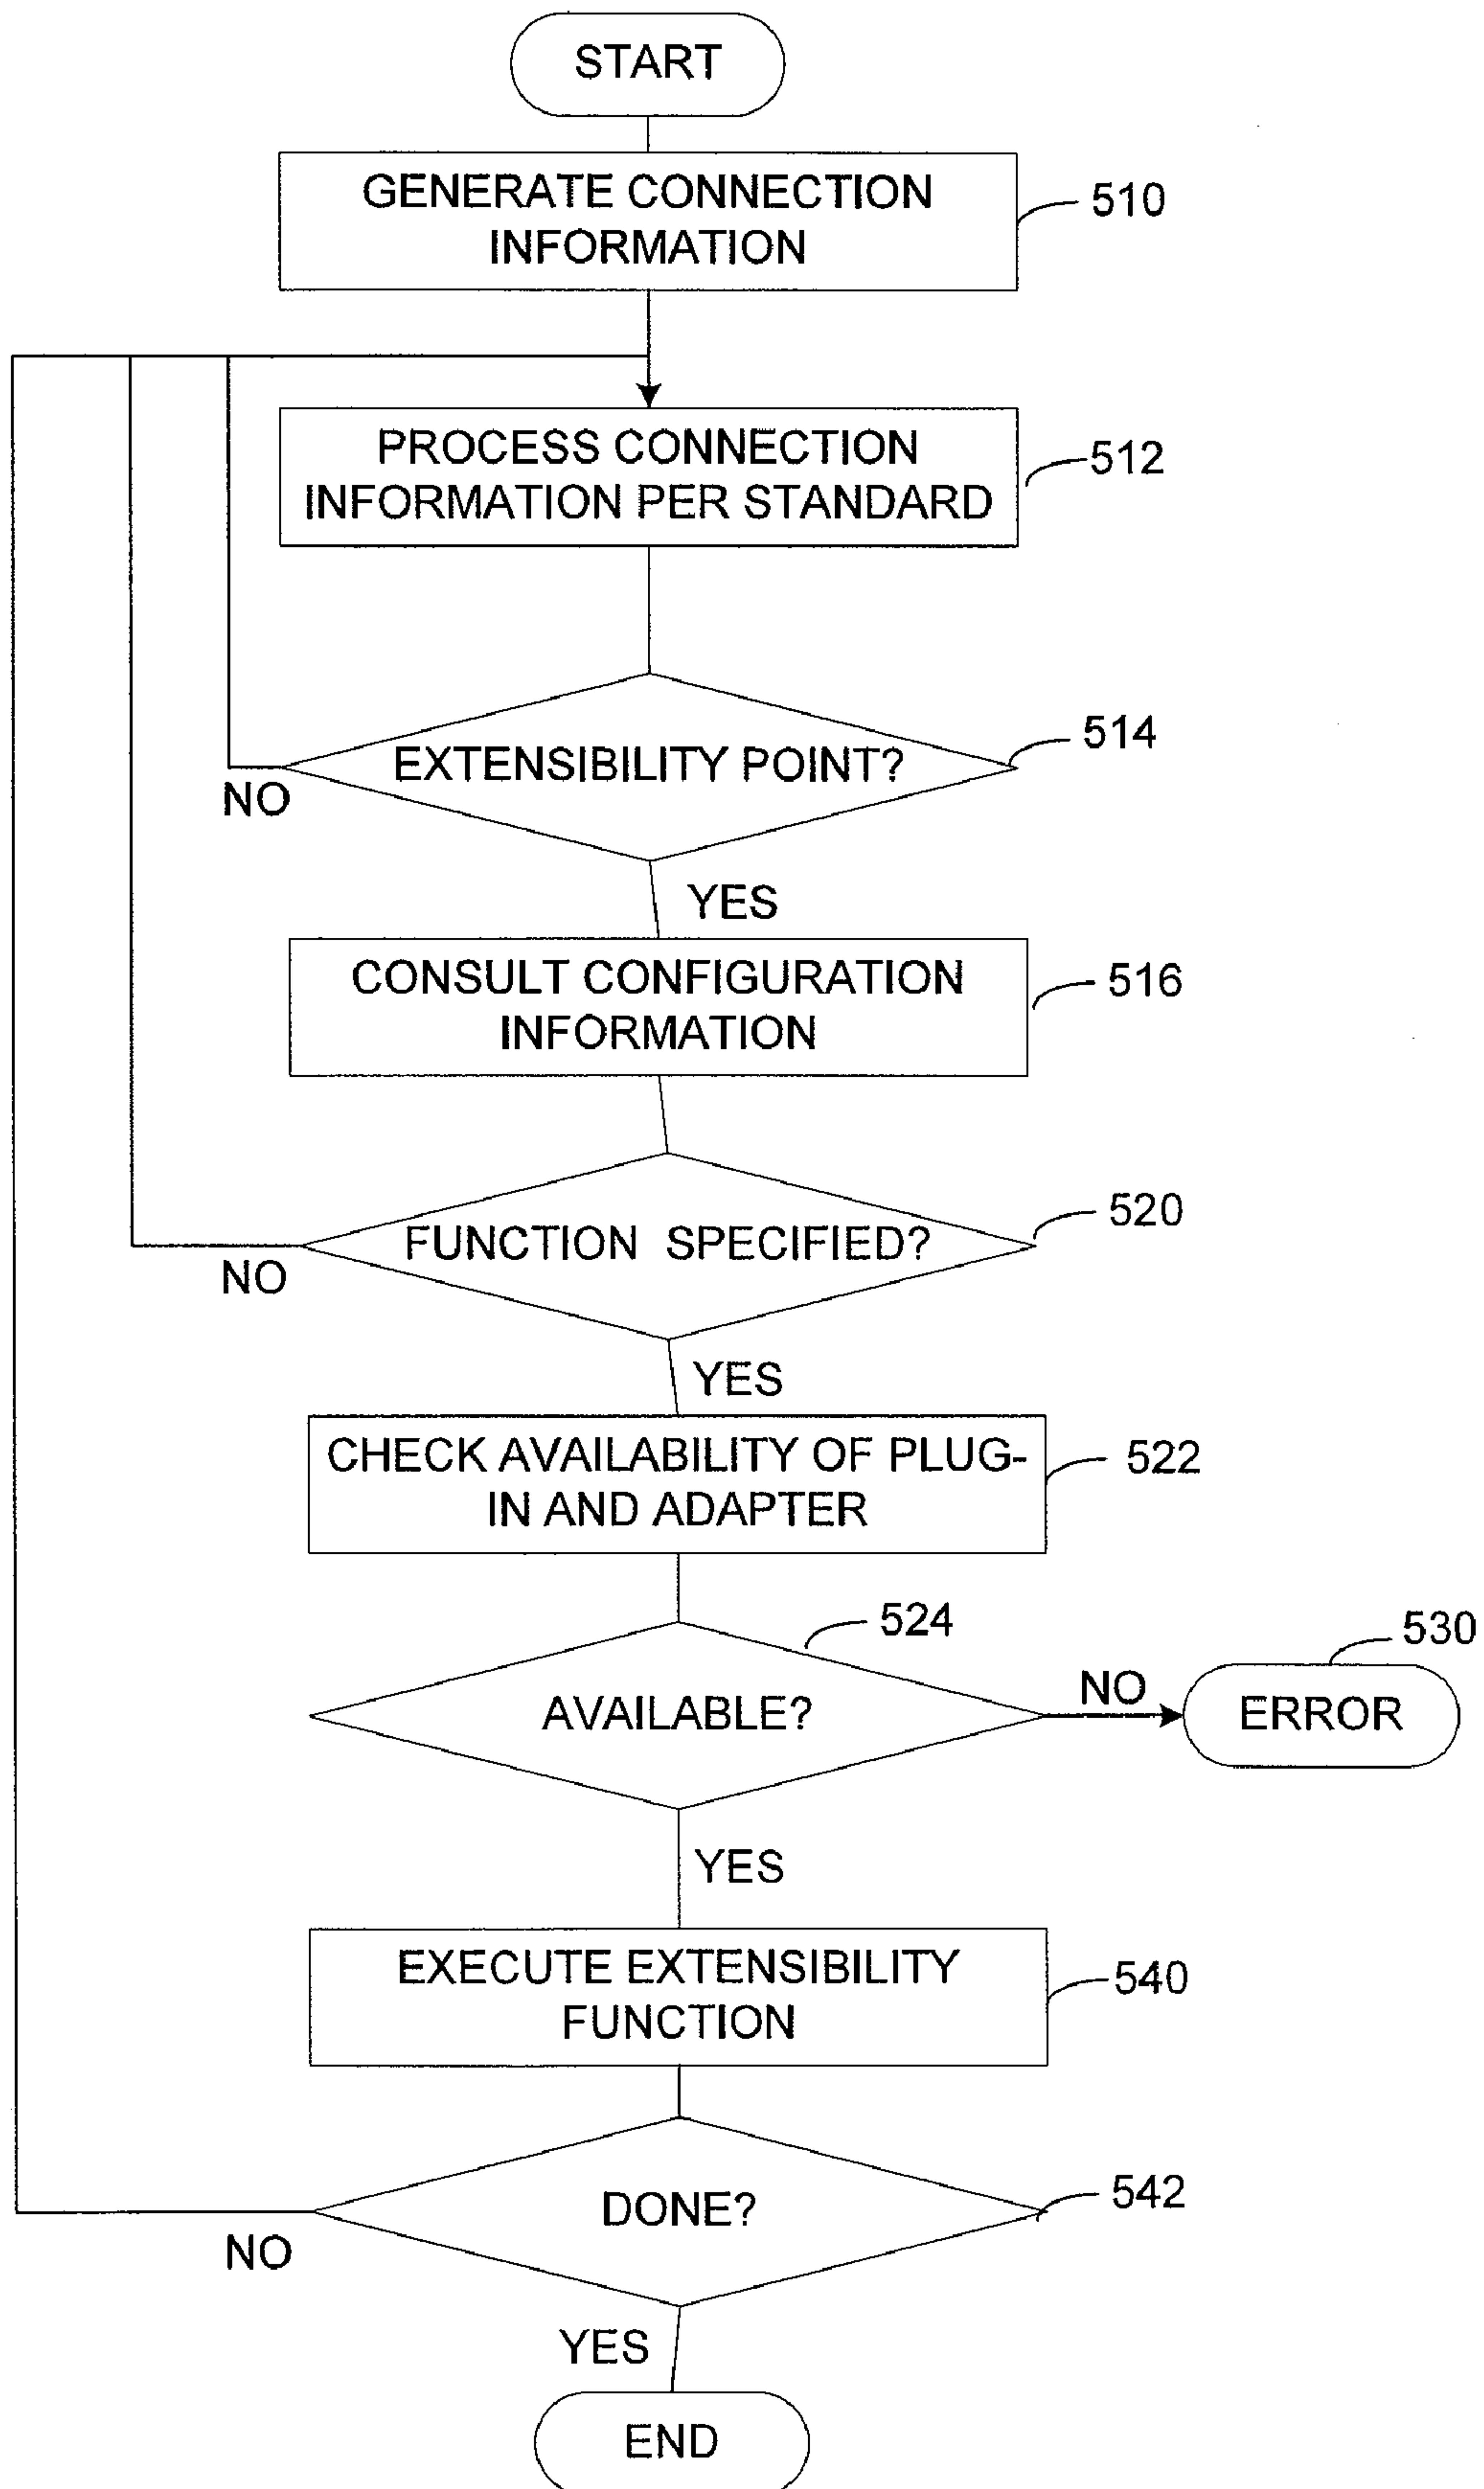 START
GENERATE CONNECTION
INFORMATION
510
PROCESS CONNECTION
INFORMATION PER STANDARD
512
EXTENSIBILITY POINT?
514
NO
YES
CONSULT CONFIGURATION
INFORMATION
516
FUNCTION SPECIFIED?
520
NO
YES
CHECK AVAILABILITY OF PLUG-
IN AND ADAPTER
522
524
530
AVAILABLE?
NO
ERROR
YES
EXECUTE EXTENSIBILITY
FUNCTION
540
DONE?
542
NO
YES
END